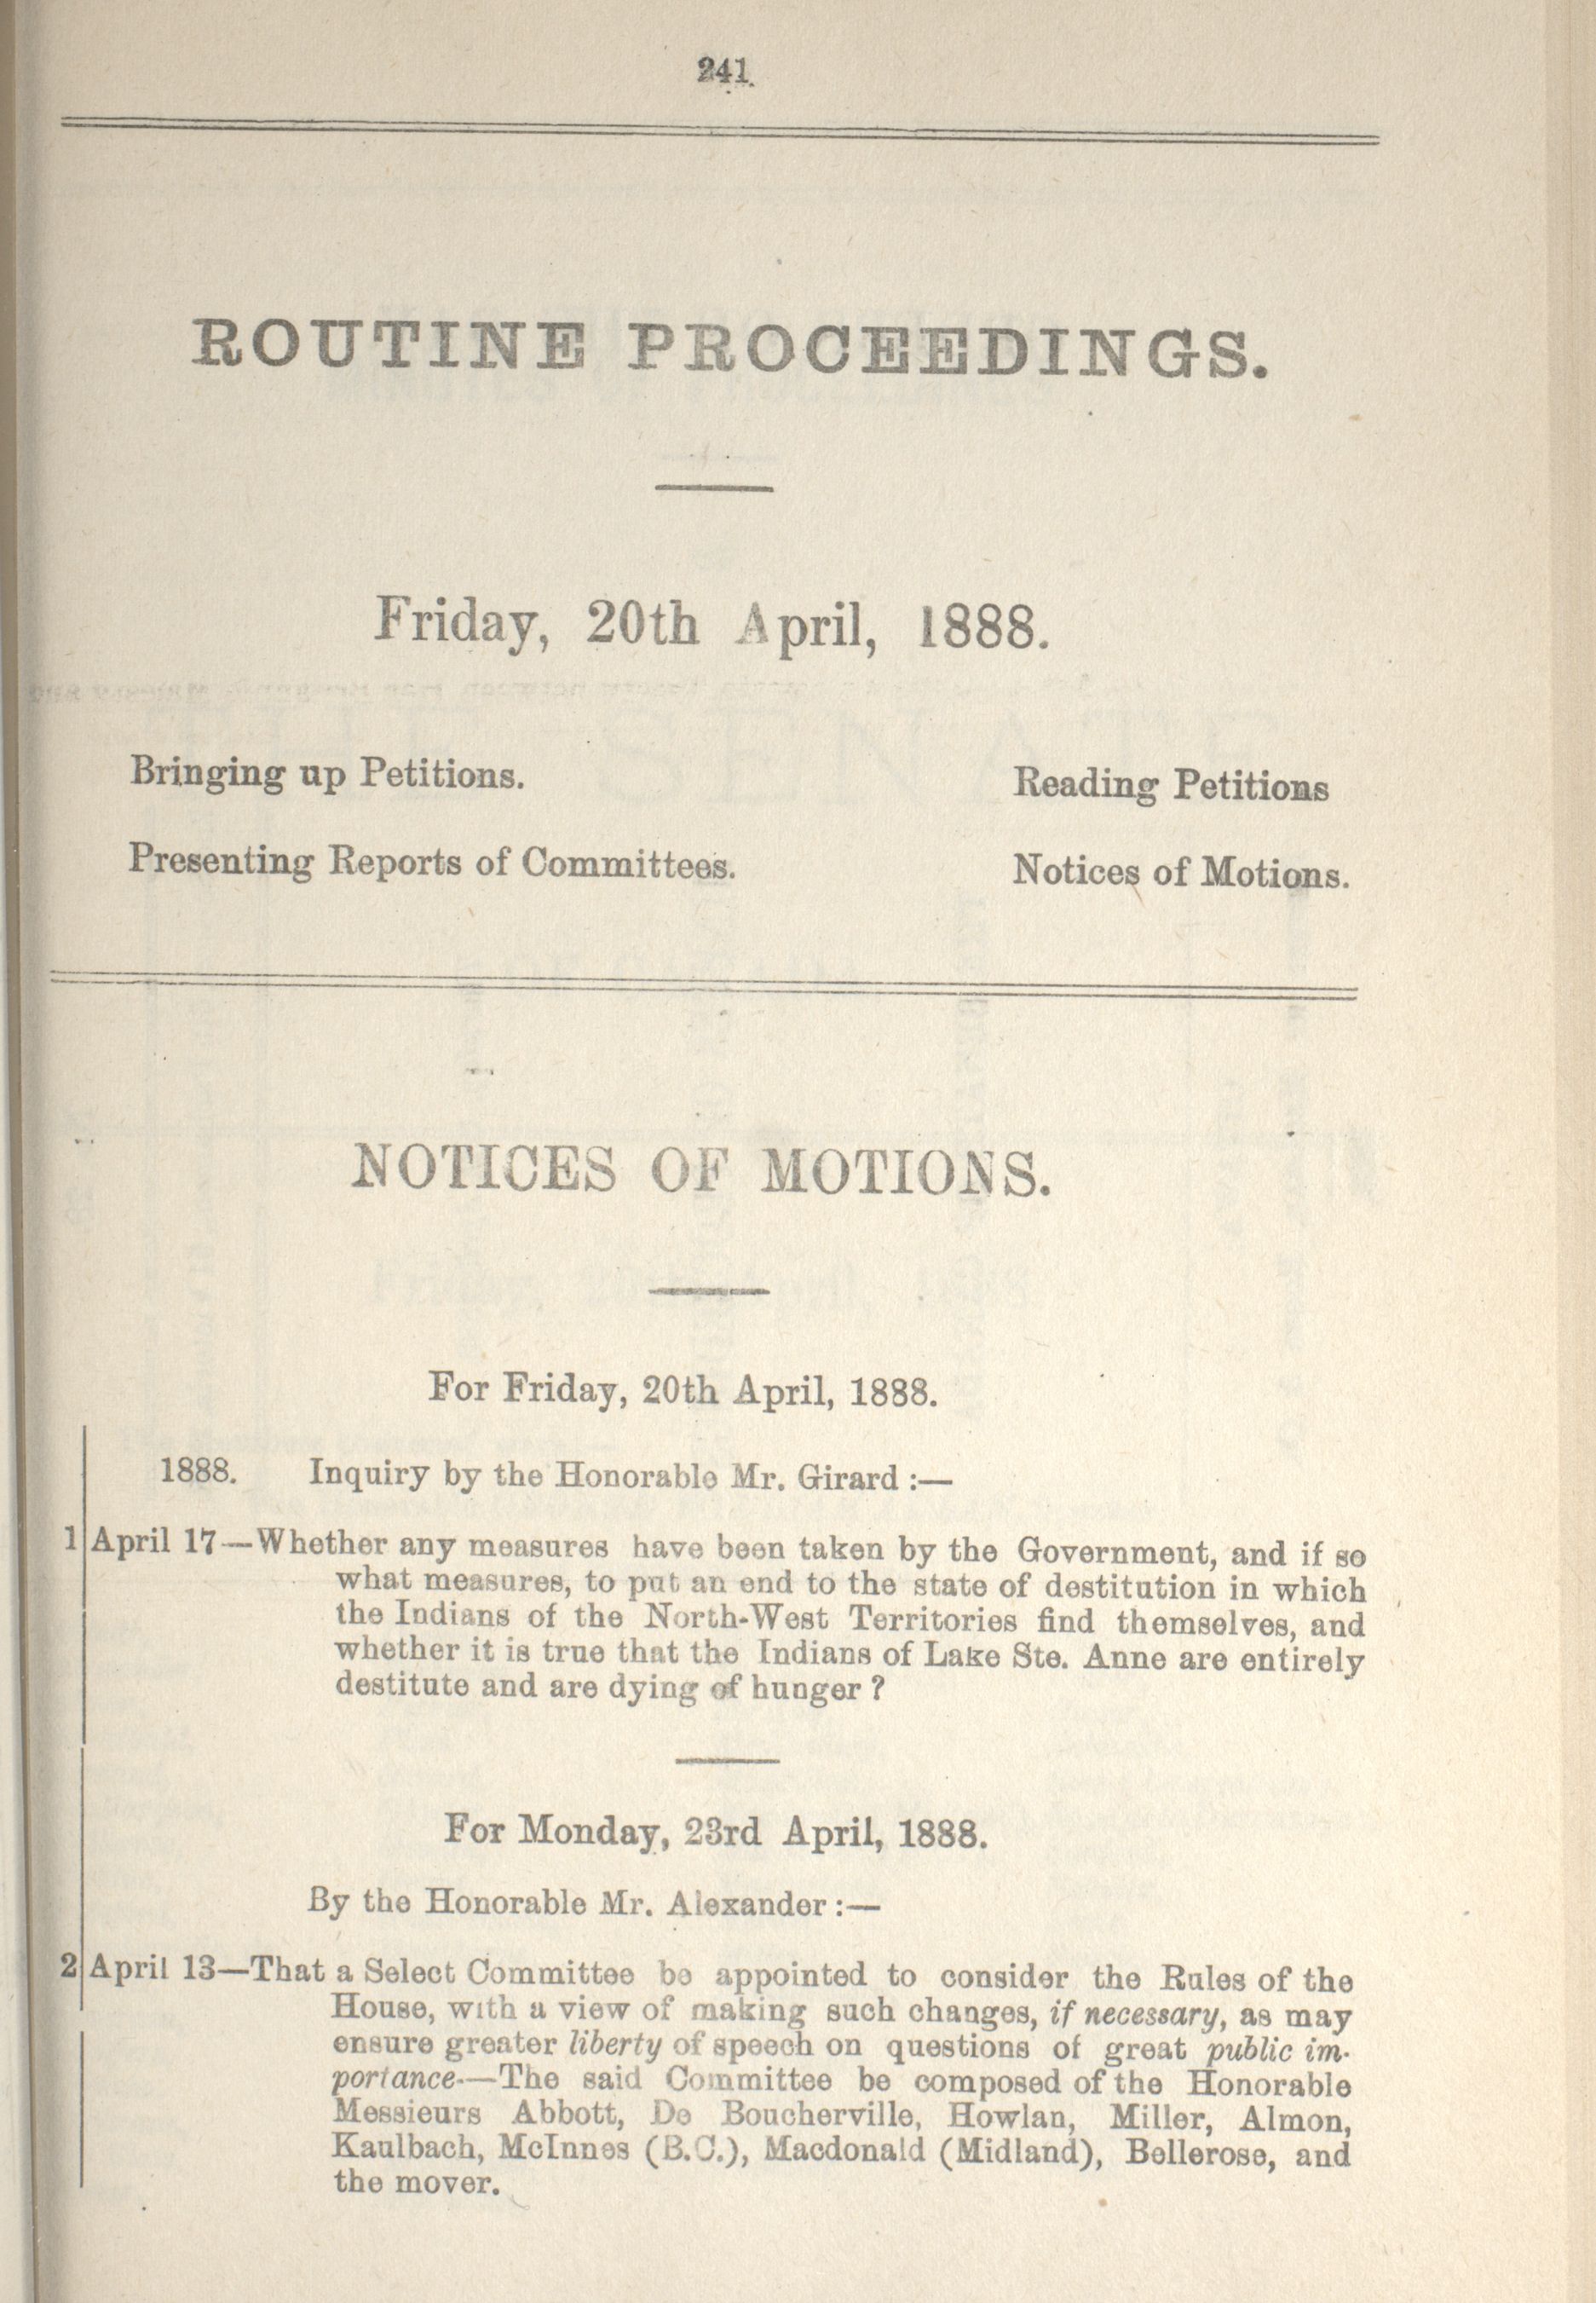 241.
ROUTINE PROCEEDINGS.
Friday, 20th April, 1888.
Bringing up Petitions. Reading Petitions
Presenting Reports of Committees. Notices of Motions.
NOTICES OF MOTIONS.
For Friday, 20th April, 1888.
1888. Inquiry by the Honorable Mr. Girard :—
1 April 17—Whether any measures have been taken by the Government, and if so
what measures, to put an end to the state of destitution in which
the Indians of the North-West Territories find themselves, and
whether it is true that the Indians of Lake Ste. Anne are entirely
destitute and are dying of hunger ?
For Monday, 23rd April, 1888.
By the Honorable Mr. Alexander :—
2 April 13—That a Select Committee be appointed to consider the Rules of the
House, with a view of making such changes, if necessary, as may
ensure greater liberty of speech on questions of great public im-
portance-—The said Committee be composed of the Honorable
Messieurs Abbott, De Boucherville, Howlan, Miller, Almon,
Kaulbach, McInnes (B.C.), Macdonald (Midland), Bellerose, and
the mover.